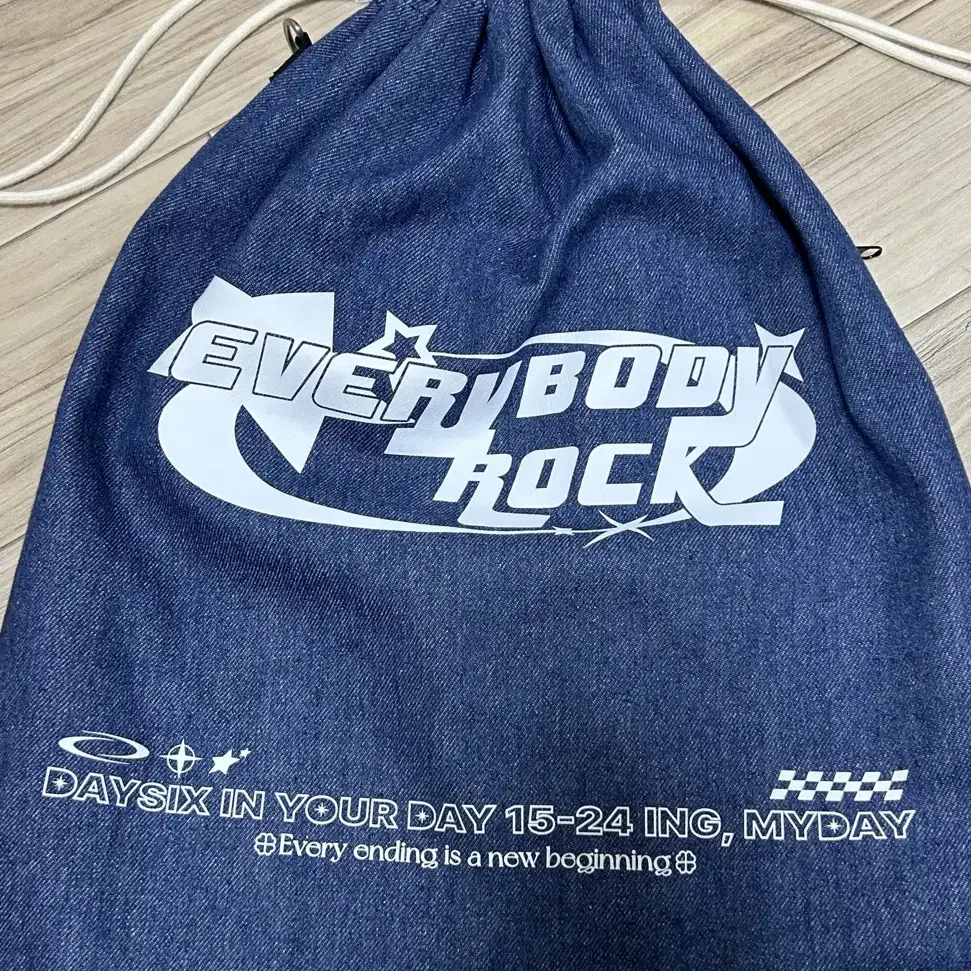 EVERYBODY
ROCK
DAYSIX IN YOUR DAY 15-24 ING, MYDAY
Every ending is a new beginning